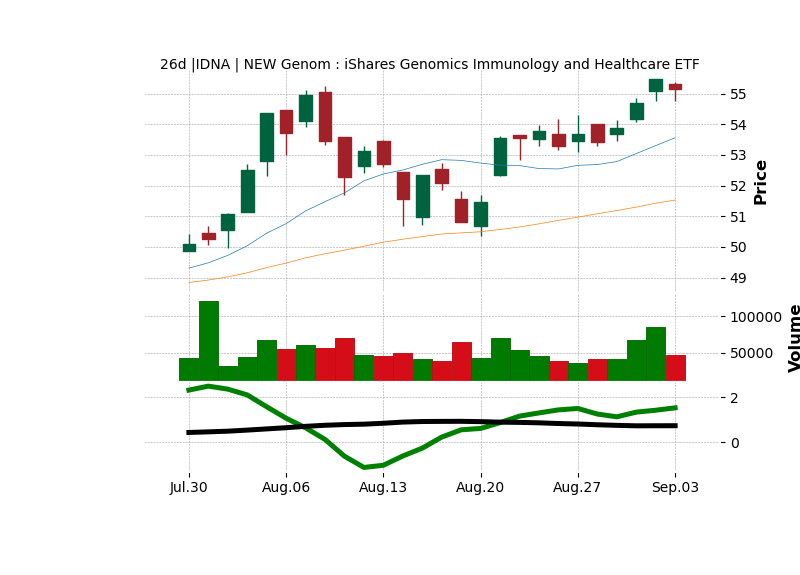 26d |IDNA | NEW Genom : iShares Genomics Immunology and Healthcare ETF
55
54
53
52
51
50
49
Price
100000
50000
Volume
2
0
Jul.30 Aug.06 Aug.13 Aug.20 Aug.27 Sep.03